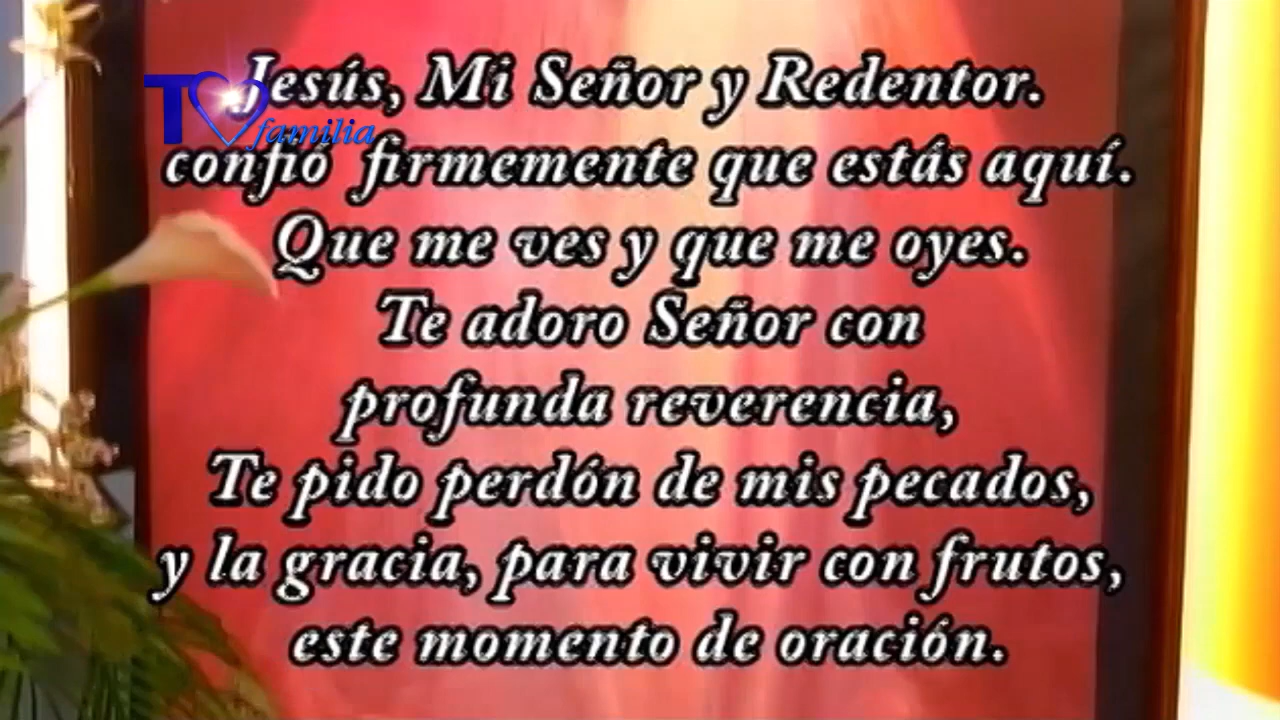 Jesús, Mi Señor y Redentor.
TV familia
confió firmemente que estás aquí.
Que me ves y que me oyes.
Te adoro Señor con
profunda reverencia,
Te pido perdón de mis pecados,
y la gracia, para vivir con frutos,
este momento de oración.